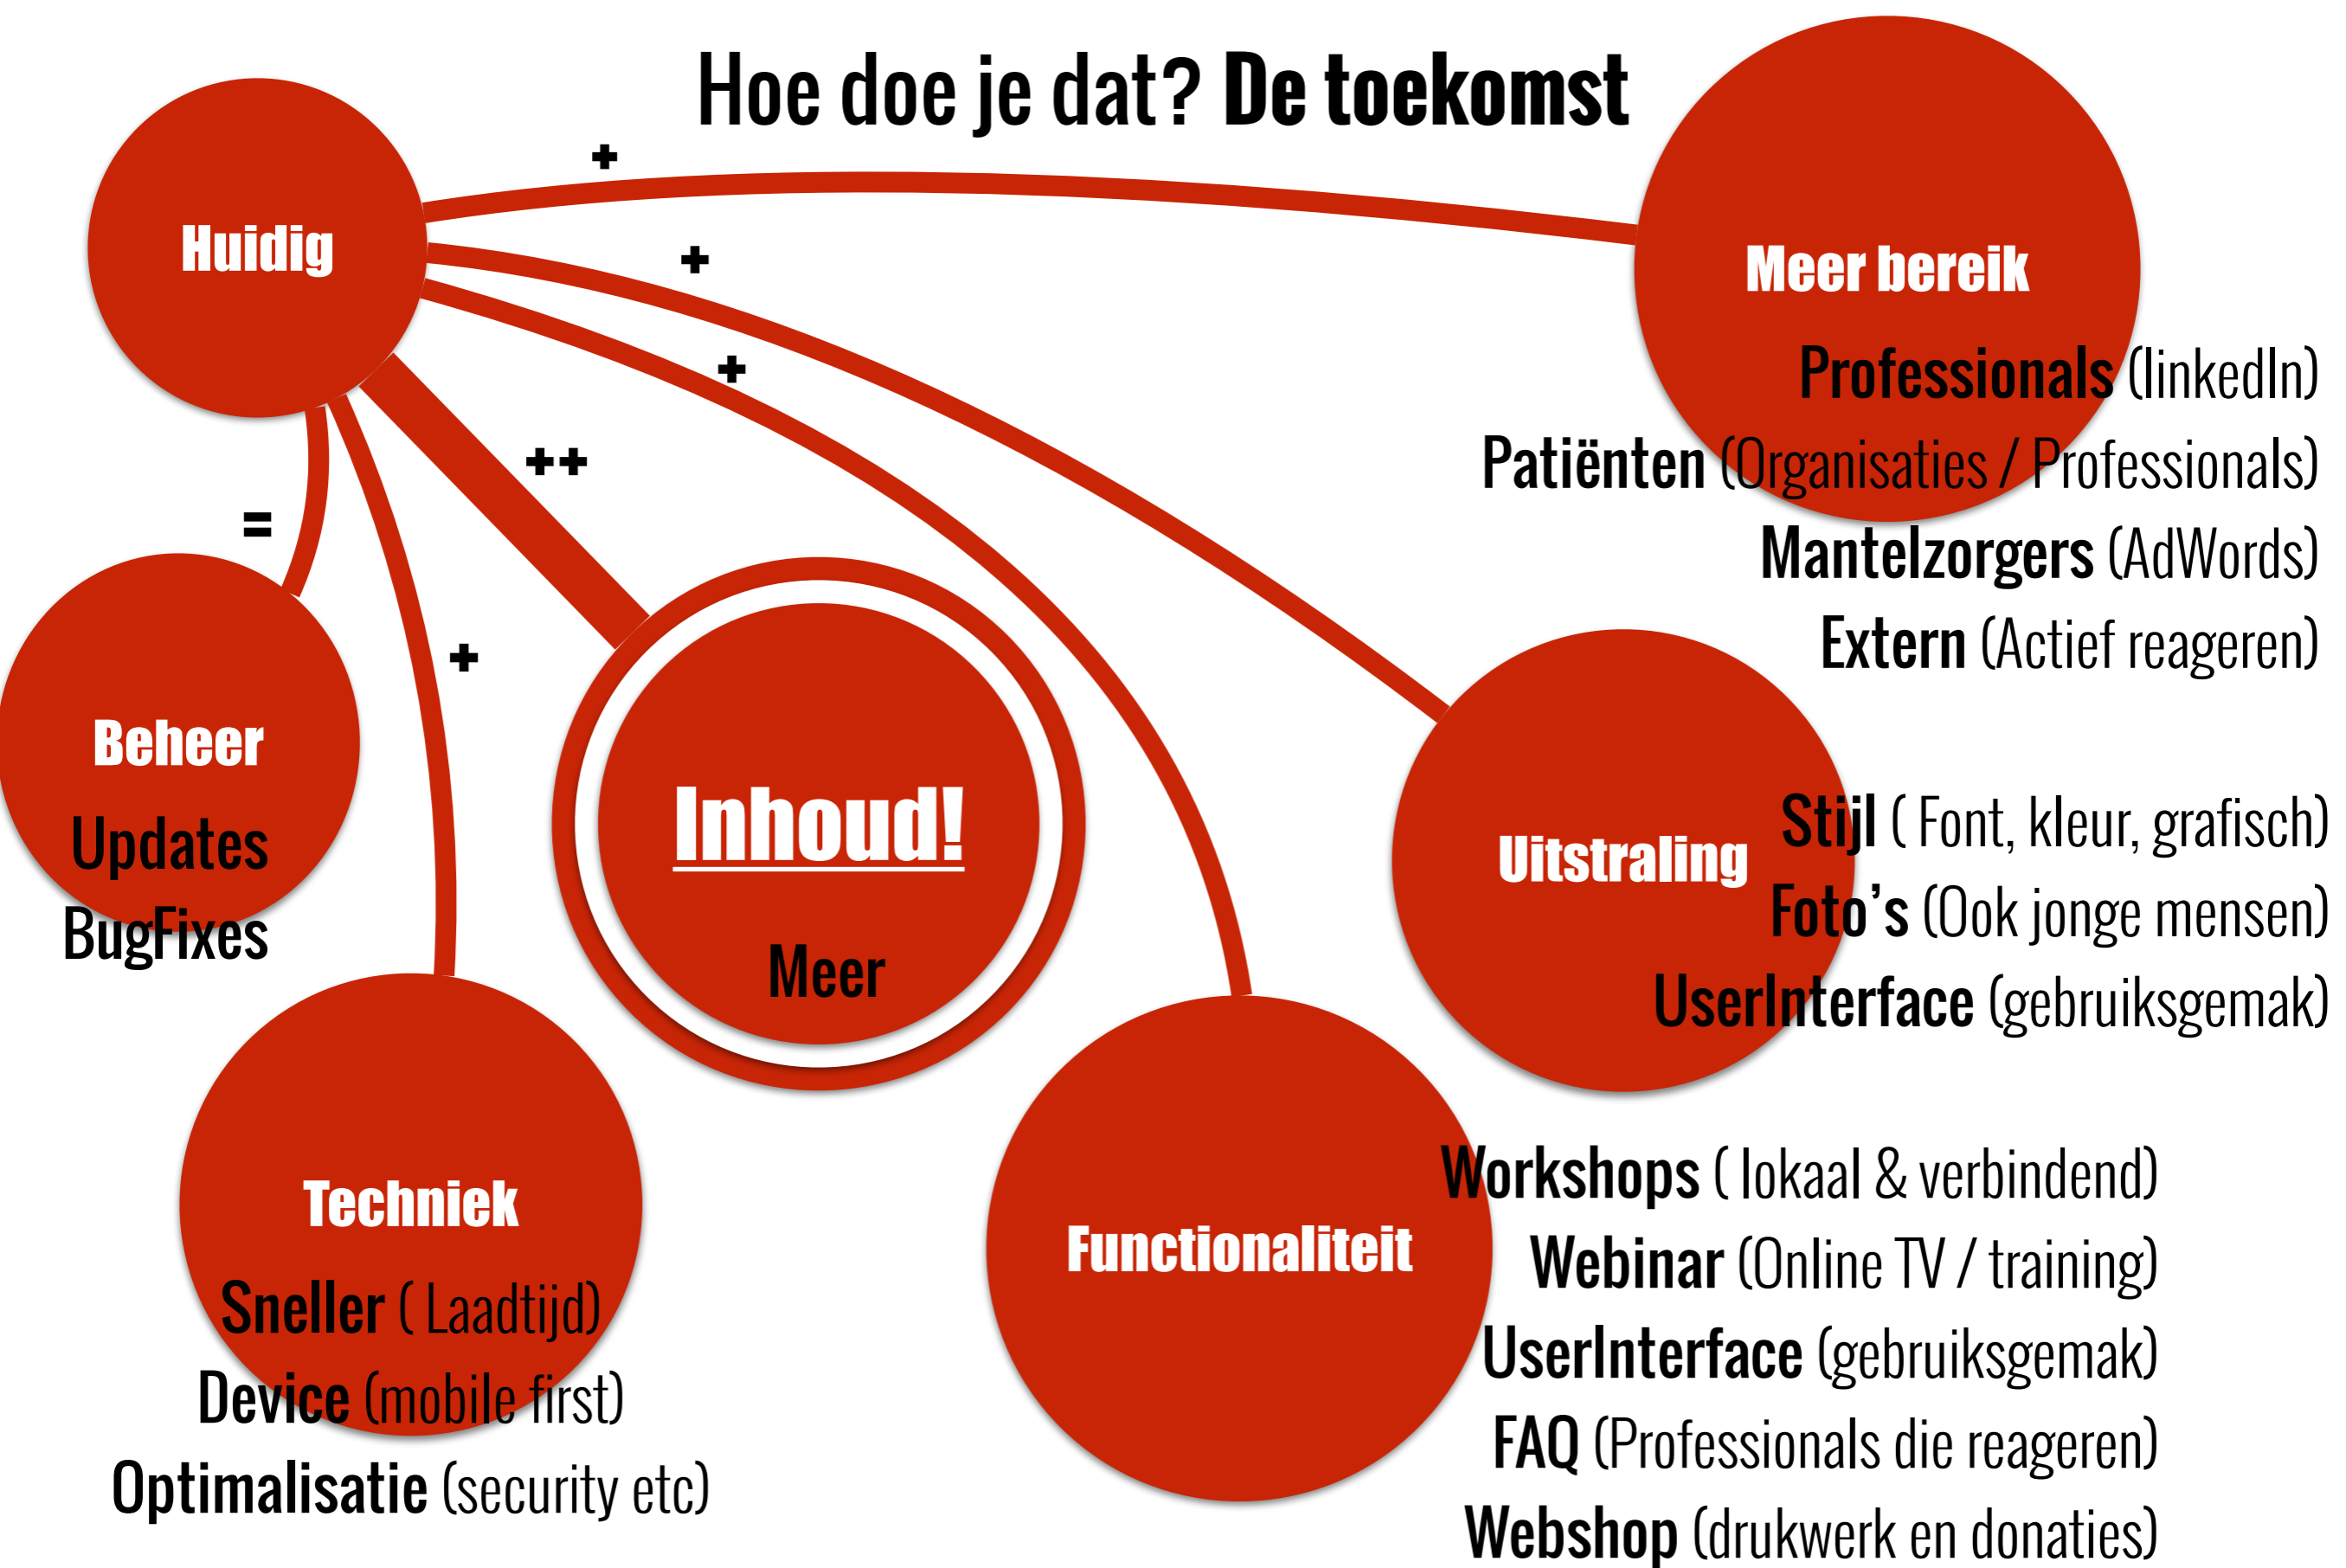 Hoe doe je dat? De toekomst
Huidig
+
+
+
++
=
+
Meer bereik
Professionals (linkedIn)
Patiënten (Organisaties / Professionals)
Mantelzorgers (AdWords)
Extern (Actief reageren)
Beheer
Updates
BugFixes
Inhoud!
Meer
Uitstraling
Stijl ( Font, kleur, grafisch)
Foto's (Ook jonge mensen)
UserInterface (gebruiksgemak)
Techniek
Sneller ( Laadtijd)
Device (mobile first)
Optimalisatie (security etc)
Functionaliteit
Workshops ( lokaal & verbindend)
Webinar (Online TV / training)
UserInterface (gebruiksgemak)
FAQ (Professionals die reageren)
Webshop (drukwerk en donaties)